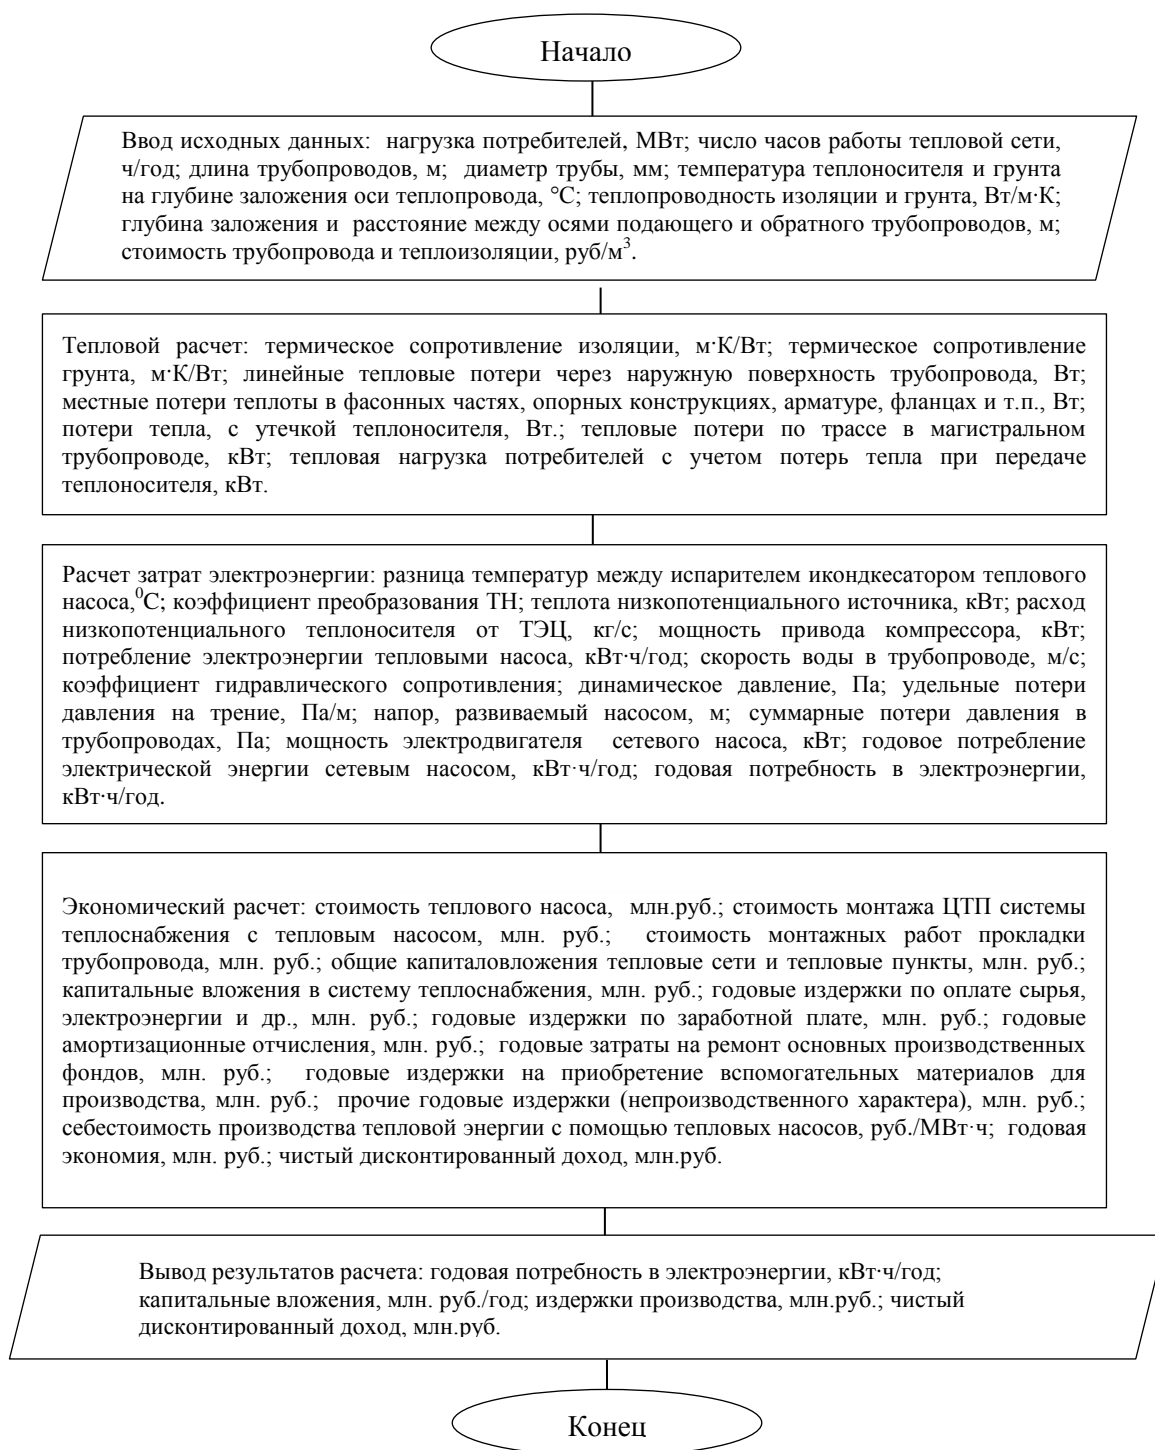 Начало
Ввод исходных данных: нагрузка потребителей, МВт; число часов работы тепловой сети,
ч/год; длина трубопроводов, м; диаметр трубы, мм; температура теплоносителя и грунта
на глубине заложения оси теплопровода, °С; теплопроводность изоляции и грунта, Вт/м·К;
глубина заложения и расстояние между осями подающего и обратного трубопроводов, м;
стоимость трубопровода и теплоизоляции, руб/м³.
Тепловой расчет: термическое сопротивление изоляции, м·К/Вт; термическое сопротивление
грунта, м·К/Вт; линейные тепловые потери через наружную поверхность трубопровода, Вт;
местные потери теплоты в фасонных частях, опорных конструкциях, арматуре, фланцах и т.п., Вт;
потери тепла, с утечкой теплоносителя, Вт.; тепловые потери по трассе в магистральном
трубопроводе, кВт; тепловая нагрузка потребителей с учетом потерь тепла при передаче
теплоносителя, кВт.
Расчет затрат электроэнергии: разница температур между испарителем икондкесатором теплового
насоса,⁰С; коэффициент преобразования ТН; теплота низкопотенциального источника, кВт; расход
низкопотенциального теплоносителя от ТЭЦ, кг/с; мощность привода компрессора, кВт;
потребление электроэнергии тепловыми насоса, кВт·ч/год; скорость воды в трубопроводе, м/с;
коэффициент гидравлического сопротивления; динамическое давление, Па; удельные потери
давления на трение, Па/м; напор, развиваемый насосом, м; суммарные потери давления в
трубопроводах, Па; мощность электродвигателя сетевого насоса, кВт; годовое потребление
электрической энергии сетевым насосом, кВт·ч/год; годовая потребность в электроэнергии,
кВт·ч/год.
Экономический расчет: стоимость теплового насоса, млн.руб.; стоимость монтажа ЦТП системы
теплоснабжения с тепловым насосом, млн. руб.; стоимость монтажных работ прокладки
трубопровода, млн. руб.; общие капиталовложения тепловые сети и тепловые пункты, млн. руб.;
капитальные вложения в систему теплоснабжения, млн. руб.; годовые издержки по оплате сырья,
электроэнергии и др., млн. руб.; годовые издержки по заработной плате, млн. руб.; годовые
амортизационные отчисления, млн. руб.; годовые затраты на ремонт основных производственных
фондов, млн. руб.; годовые издержки на приобретение вспомогательных материалов для
производства, млн. руб.; прочие годовые издержки (непроизводственного характера), млн. руб.;
себестоимость производства тепловой энергии с помощью тепловых насосов, руб./МВт·ч; годовая
экономия, млн. руб.; чистый дисконтированный доход, млн.руб.
Вывод результатов расчета: годовая потребность в электроэнергии, кВт·ч/год;
капитальные вложения, млн. руб./год; издержки производства, млн.руб.; чистый
дисконтированный доход, млн.руб.
Конец